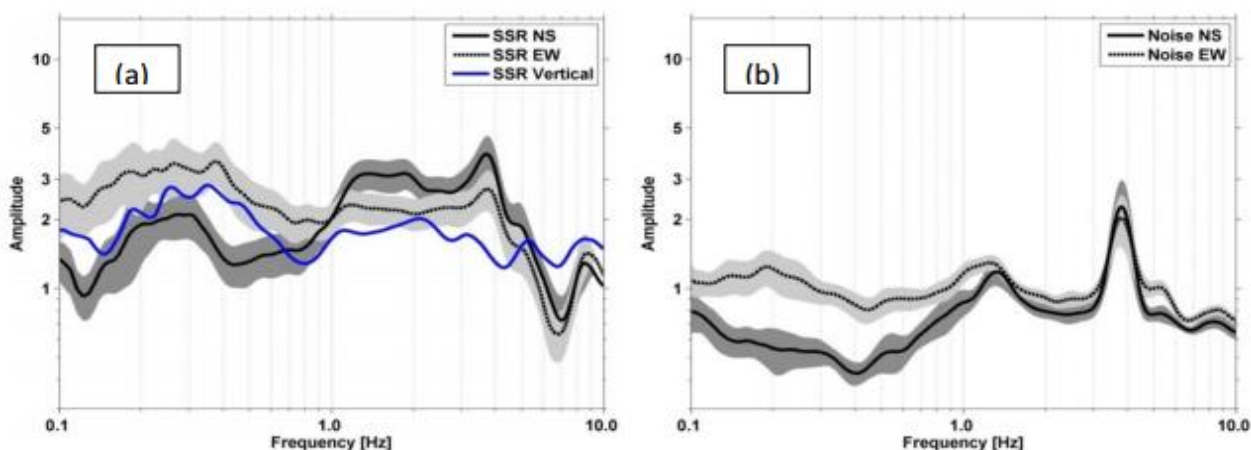 (a)
SSR NS
SSR EW
SSR Vertical
10
5
3
2
1
Amplitude
0.1
1.0
10.0
Frequency [Hz]
(b)
Noise NS
Noise EW
10
5
3
2
1
Amplitude
0.1
1.0
10.0
Frequency [Hz]